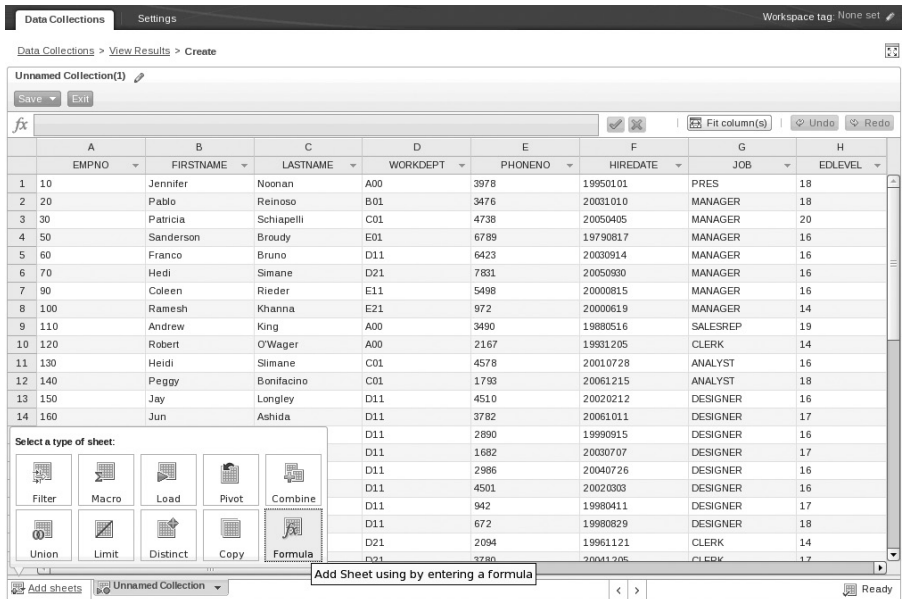 Data Collections Settings Workspace tag: None set
Data Collections > View Results > Create
Unnamed Collection(1)
Save Exit
fx Fit column(s) Undo Redo
A B C D E F G H
EMPNO FIRSTNAME LASTNAME WORKDEPT PHONENO HIREDATE JOB EDLEVEL
1 10 Jennifer Noonan A00 3978 19950101 PRES 18
2 20 Pablo Reinoso B01 3476 20031010 MANAGER 18
3 30 Patricia Schiapelli C01 4738 20050405 MANAGER 20
4 50 Sanderson Broudy E01 6789 19790817 MANAGER 16
5 60 Franco Bruno D11 6423 20030914 MANAGER 16
6 70 Hedi Simane D21 7831 20050930 MANAGER 16
7 90 Coleen Rieder E11 5498 20000815 MANAGER 16
8 100 Ramesh Khanna E21 972 20000619 MANAGER 14
9 110 Andrew King A00 3490 19880516 SALESREP 19
10 120 Robert O'Wager A00 2167 19931205 CLERK 14
11 130 Heidi Slimane C01 4578 20010728 ANALYST 16
12 140 Peggy Bonifacino C01 1793 20061215 ANALYST 18
13 150 Jay Longley D11 4510 20020212 DESIGNER 16
14 160 Jun Ashida D11 3782 20061011 DESIGNER 17
D11 2890 19990915 DESIGNER 16
D11 1682 20030707 DESIGNER 17
D11 2986 20040726 DESIGNER 16
D11 4501 20020303 DESIGNER 16
D11 942 19980411 DESIGNER 17
D11 672 19980829 DESIGNER 18
D21 2094 19961121 CLERK 14
D21 3780 20041205 CLERK 17
Select a type of sheet:
Filter Macro Load Pivot Combine
Union Limit Distinct Copy Formula
Add Sheet using by entering a formula
Add sheets Unnamed Collection < > Ready